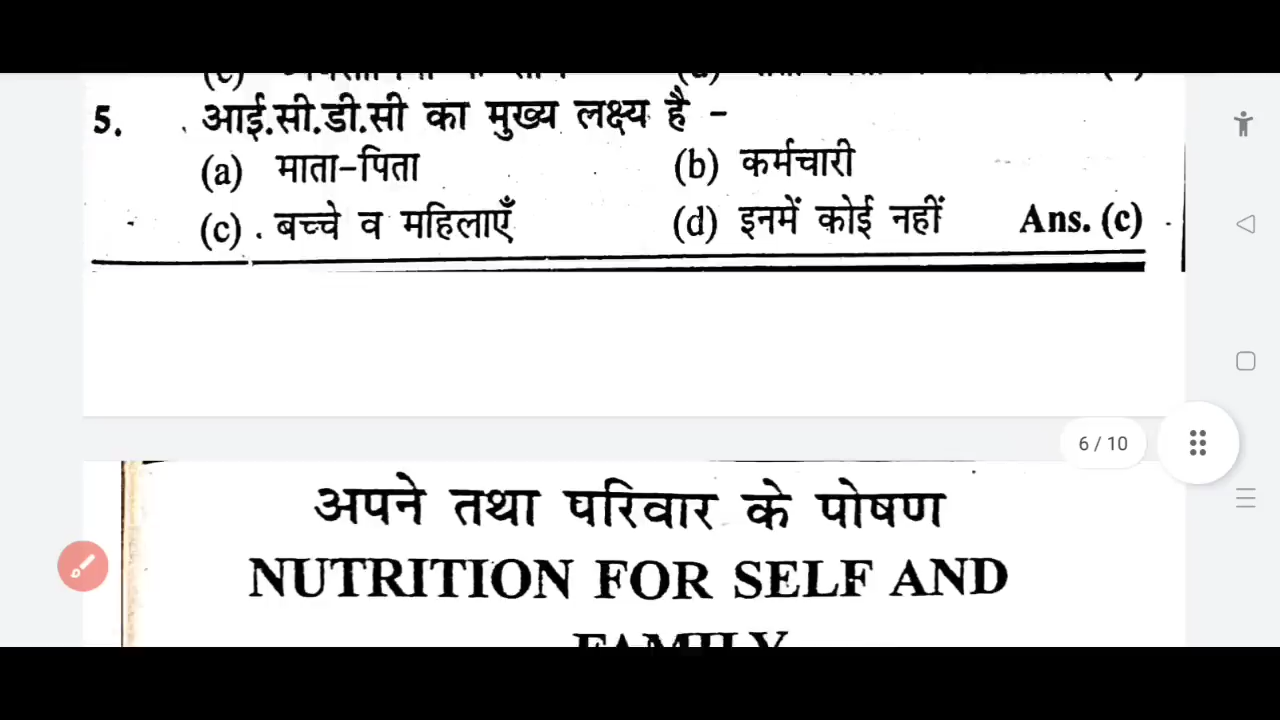 5. आई.सी.डी.सी का मुख्य लक्ष्य है -
(a) माता-पिता (b) कर्मचारी
(c) बच्चे व महिलाएँ (d) इनमें कोई नहीं Ans. (c)
6 / 10
अपने तथा परिवार के पोषण
NUTRITION FOR SELF AND
FAMILY